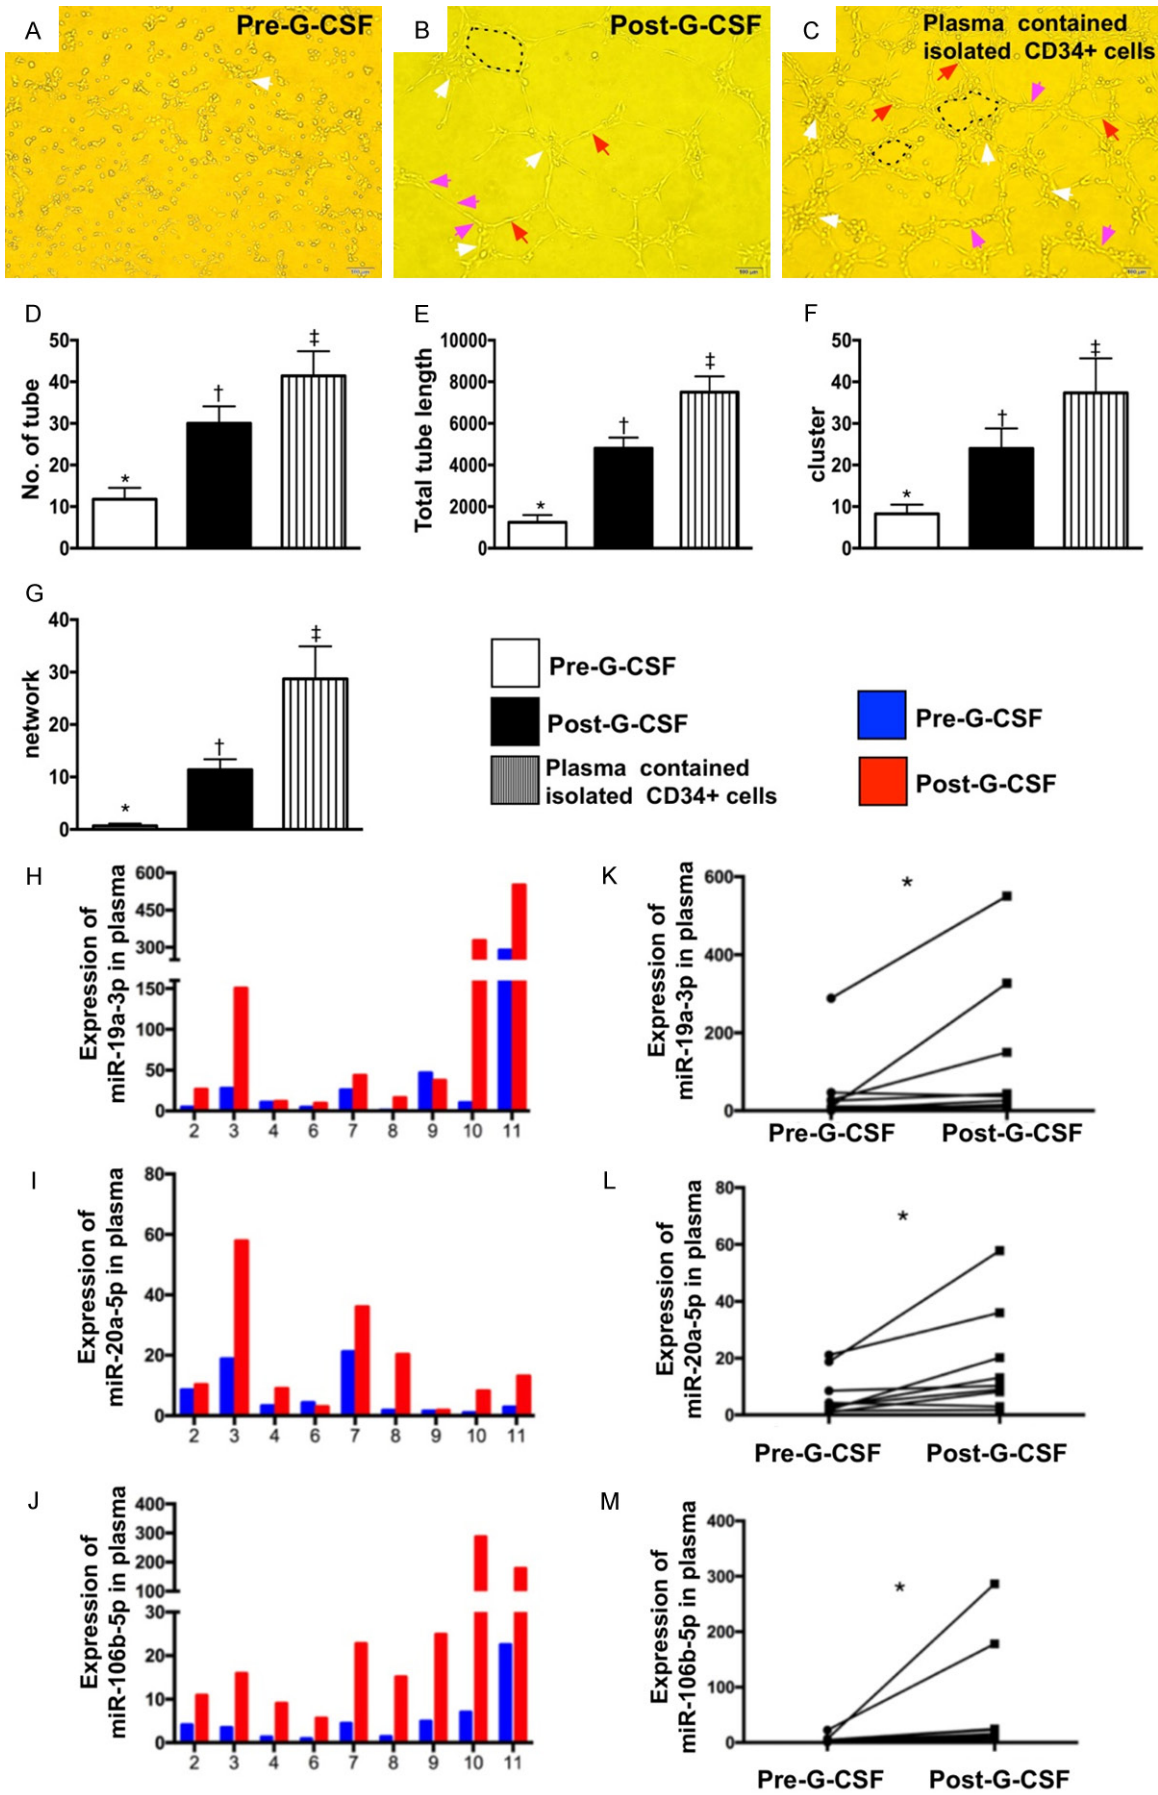 A
Pre-G-CSF
B
Post-G-CSF
C
Plasma contained
isolated CD34+ cells
D
No. of tube
50
40
30
20
10
0
*
†
‡
E
Total tube length
10000
8000
6000
4000
2000
0
*
†
‡
F
cluster
50
40
30
20
10
0
*
†
‡
G
network
40
30
20
10
0
*
†
‡
Pre-G-CSF
Post-G-CSF
Plasma contained
isolated CD34+ cells
Pre-G-CSF
Post-G-CSF
H
Expression of
miR-19a-3p in plasma
600
450
300
150
100
50
0
2 3 4 6 7 8 9 10 11
K
Expression of
miR-19a-3p in plasma
600
400
200
0
*
Pre-G-CSF Post-G-CSF
I
Expression of
miR-20a-5p in plasma
80
60
40
20
0
2 3 4 6 7 8 9 10 11
L
Expression of
miR-20a-5p in plasma
80
60
40
20
0
*
Pre-G-CSF Post-G-CSF
J
Expression of
miR-106b-5p in plasma
400
300
200
100
30
20
10
0
2 3 4 6 7 8 9 10 11
M
Expression of
miR-106b-5p in plasma
400
300
200
100
0
*
Pre-G-CSF Post-G-CSF